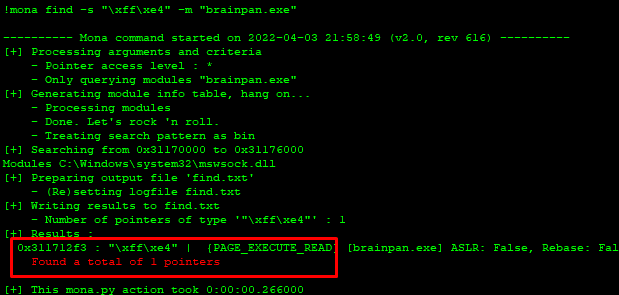 !mona find -s "\xff\xe4" -m "brainpan.exe"
---------- Mona command started on 2022-04-03 21:58:49 (v2.0, rev 616) ----------
[+] Processing arguments and criteria
- Pointer access level : *
- Only querying modules "brainpan.exe"
[+] Generating module info table, hang on...
- Processing modules
- Done. Let's rock 'n roll.
- Treating search pattern as bin
[+] Searching from 0x31170000 to 0x31176000
Modules C:\Windows\system32\mswsock.dll
[+] Preparing output file 'find.txt'
- (Re)setting logfile find.txt
[+] Writing results to find.txt
- Number of pointers of type '"\xff\xe4"' : 1
[+] Results :
0x311712f3 : "\xff\xe4" | {PAGE_EXECUTE_READ} [brainpan.exe] ASLR: False, Rebase: Fal
Found a total of 1 pointers
[+] This mona.py action took 0:00:00.266000